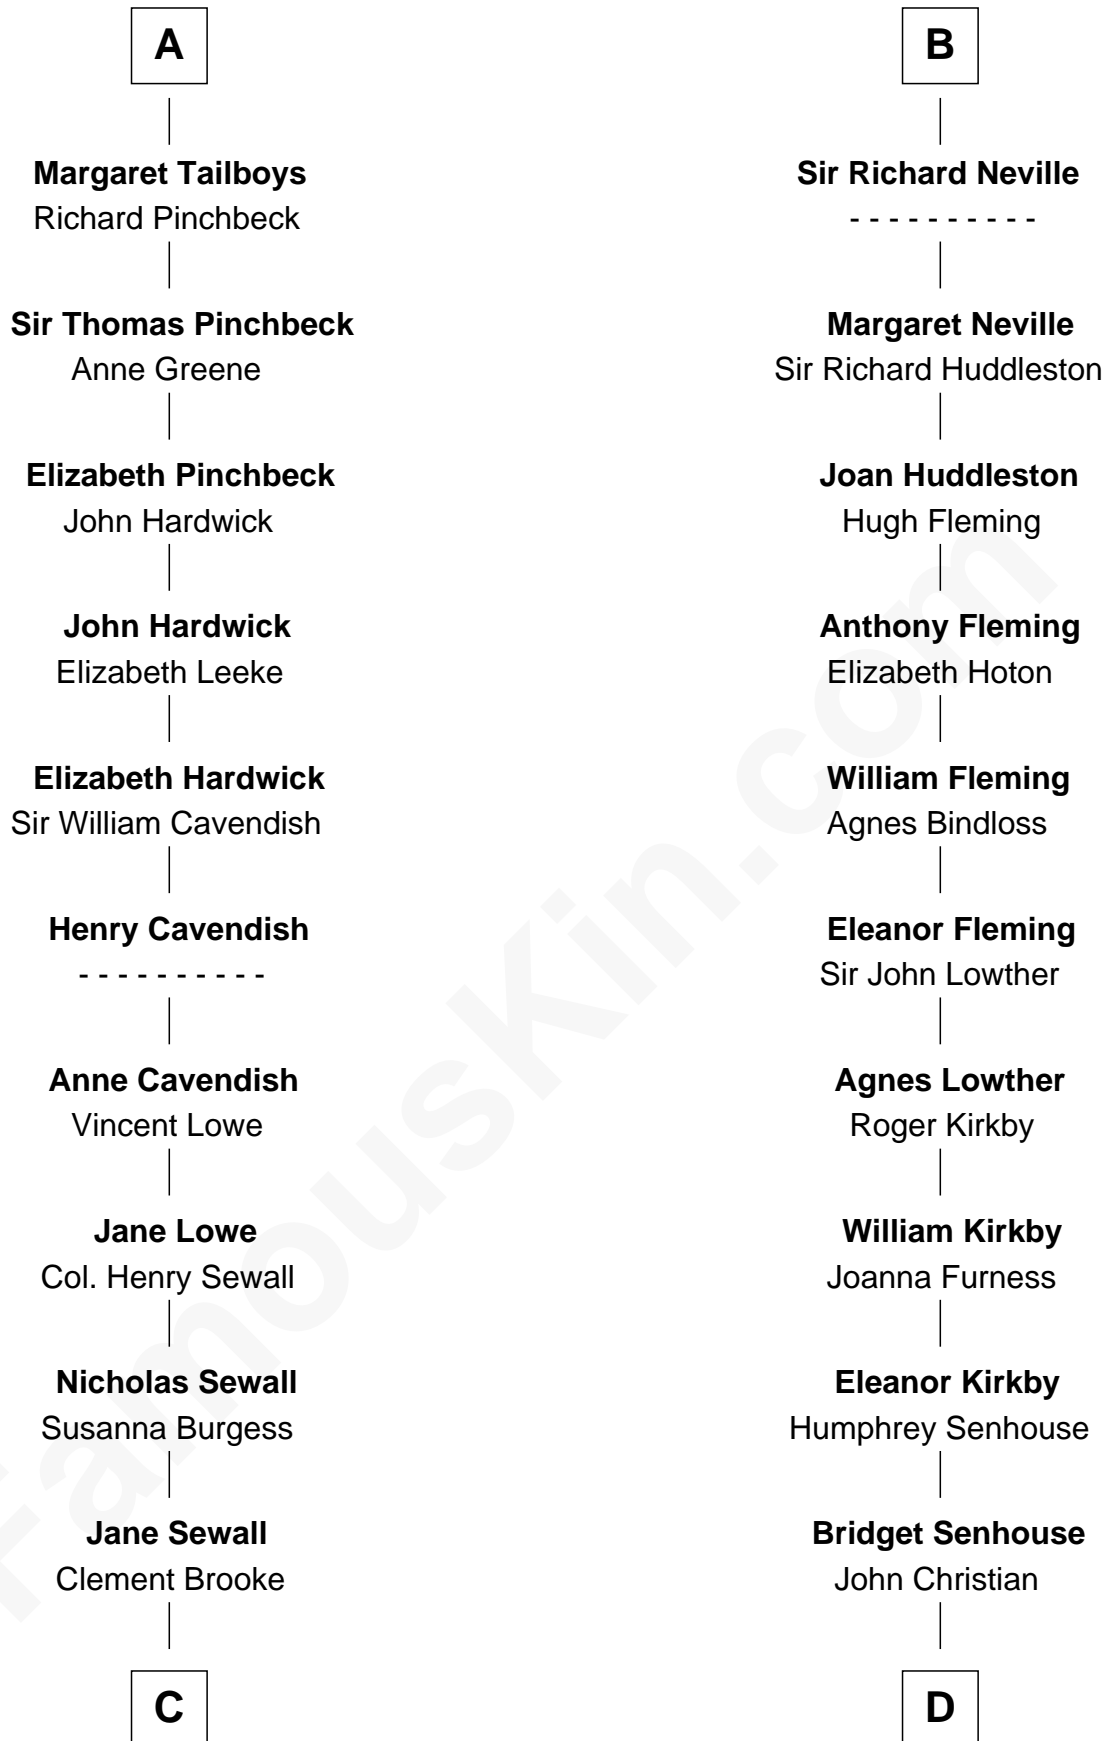 A
Margaret Tailboys
Richard Pinchbeck
Sir Thomas Pinchbeck
Anne Greene
Elizabeth Pinchbeck
John Hardwick
John Hardwick
Elizabeth Leeke
Elizabeth Hardwick
Sir William Cavendish
Henry Cavendish
- - - - - - - - - -
Anne Cavendish
Vincent Lowe
Jane Lowe
Col. Henry Sewall
Nicholas Sewall
Susanna Burgess
Jane Sewall
Clement Brooke
C
B
Sir Richard Neville
- - - - - - - - - -
Margaret Neville
Sir Richard Huddleston
Joan Huddleston
Hugh Fleming
Anthony Fleming
Elizabeth Hoton
William Fleming
Agnes Bindloss
Eleanor Fleming
Sir John Lowther
Agnes Lowther
Roger Kirkby
William Kirkby
Joanna Furness
Eleanor Kirkby
Humphrey Senhouse
Bridget Senhouse
John Christian
D
FamousKin.com